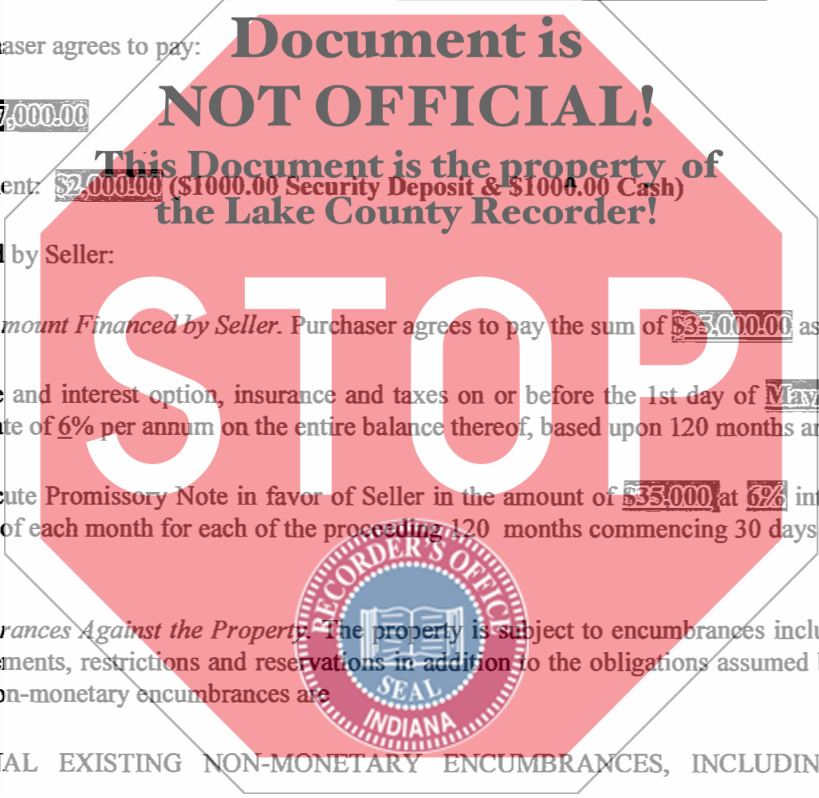 Document is
aser agrees to pay:
NOT OFFICIAL!
7,000.00
This Document is the property of
ent: $2,000.00 ($1000.00 Security Deposit & $1000.00 Cash)
the Lake County Recorder!
by Seller:
STOP
mount Financed by Seller. Purchaser agrees to pay the sum of $35,000.00 as
and interest option, insurance and taxes on or before the 1st day of May
te of 6% per annum on the entire balance thereof, based upon 120 months
cute Promissory Note in favor of Seller in the amount of $35,000 at 6% int
of each month for each of the proceeding 120 months commencing 30 days
RECORDER'S OFFICE
rances Against the Property. The property is subject to encumbrances inclu
ments, restrictions and reservations in addition to the obligations assumed
on-monetary encumbrances are
SEAL
INDIANA
AL EXISTING NON-MONETARY ENCUMBRANCES, INCLUDIN